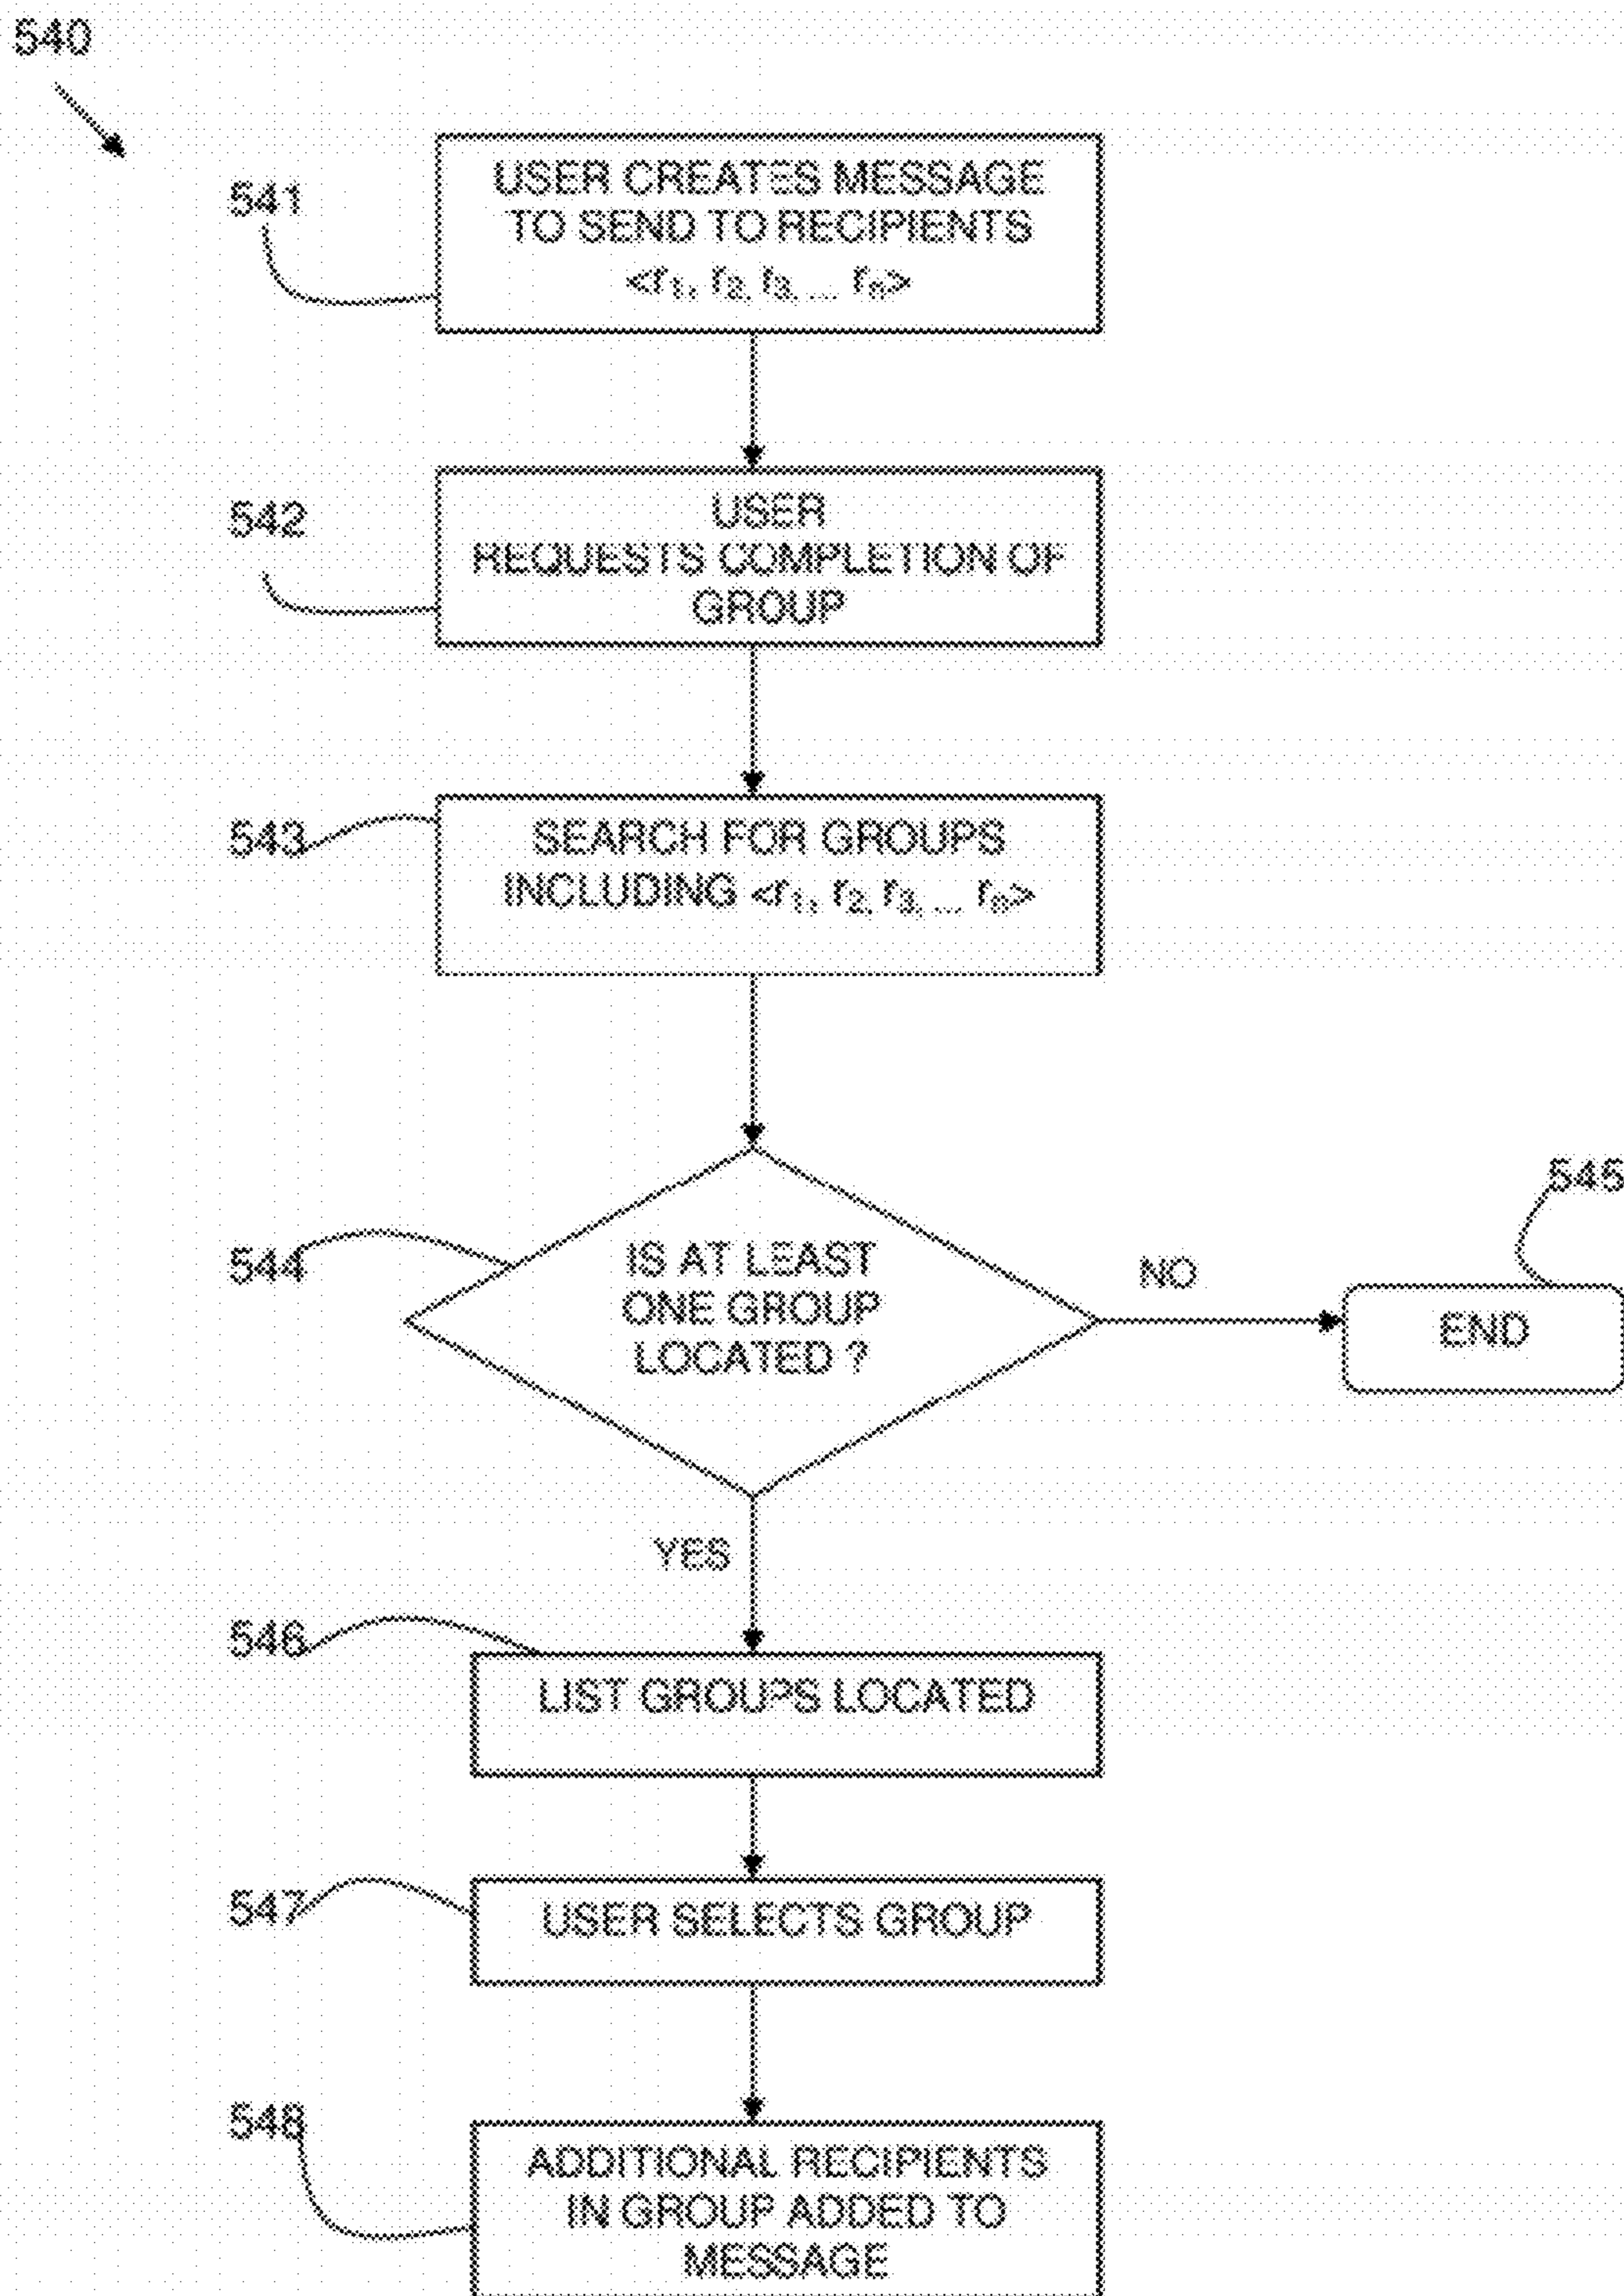 540
541
USER CREATES MESSAGE
TO SEND TO RECIPIENTS
<r1, r2, r3, ... rn>
542
USER
REQUESTS COMPLETION OF
GROUP
543
SEARCH FOR GROUPS
INCLUDING <r1, r2, r3, ... rn>
544
IS AT LEAST
ONE GROUP
LOCATED ?
NO
545
END
YES
546
LIST GROUPS LOCATED
547
USER SELECTS GROUP
548
ADDITIONAL RECIPIENTS
IN GROUP ADDED TO
MESSAGE